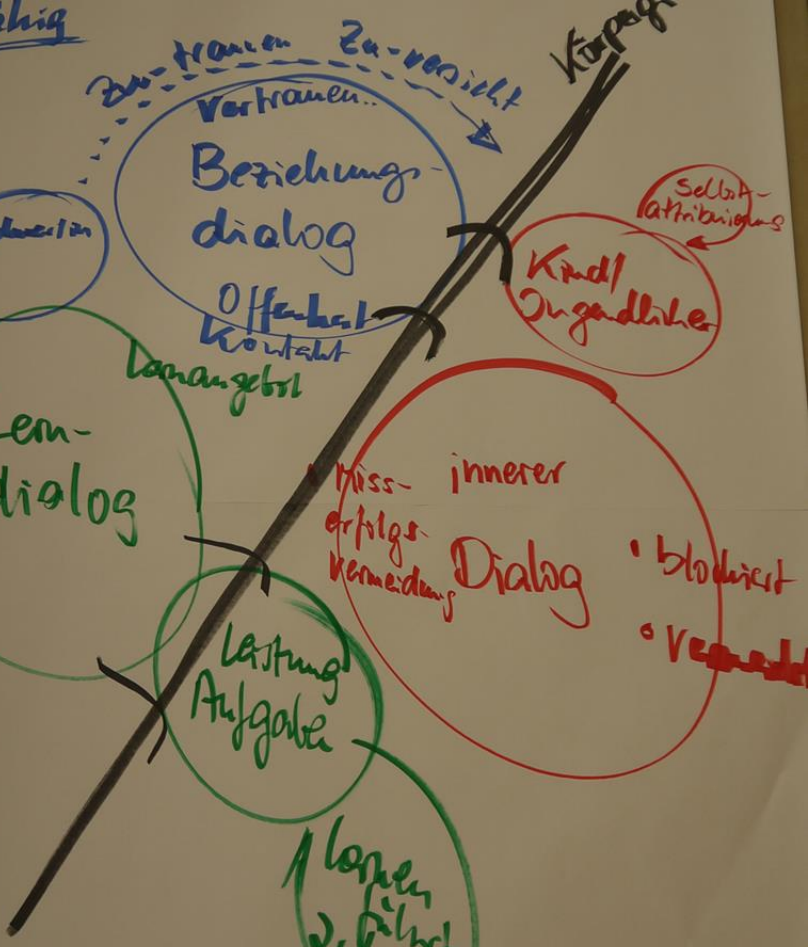 Zu-trauen Zu-versicht
Vertrauen..
Beziehungs-
dialog
Offenheit
Kontakt
Selbst-
attribuierung
Kind/
Jugendlicher
Lernangebot
dialog
innerer
Dialog
Miss-
erfolgs-
vermeidung
• blockiert
• vermeidet
Leistung
Aufgabe